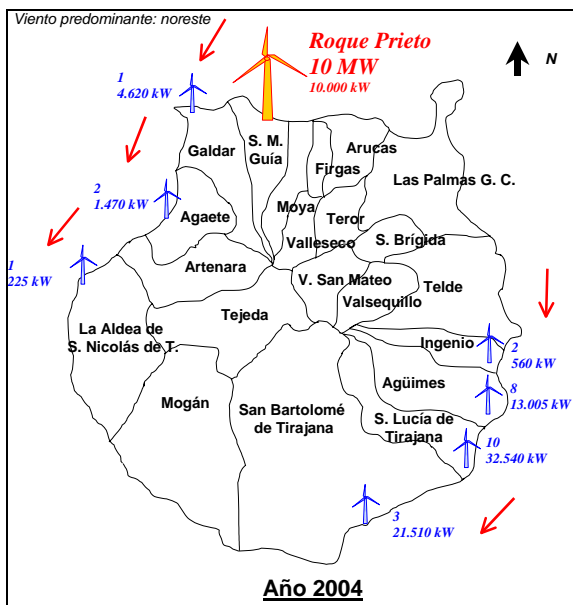 Viento predominante: noreste
Roque Prieto
10 MW
10.000 kW
N
1
4.620 kW
Galdar
S. M.
Guía
Arucas
Firgas
Las Palmas G. C.
2
1.470 kW
Agaete
Moya
Teror
Valleseco
S. Brígida
1
225 kW
Artenara
V. San Mateo
Telde
Valsequillo
Tejeda
La Aldea de
S. Nicolás de T.
Ingenio
2
560 kW
Agüimes
8
13.005 kW
Mogán
San Bartolomé
de Tirajana
S. Lucía de
Tirajana
10
32.540 kW
3
21.510 kW
Año 2004